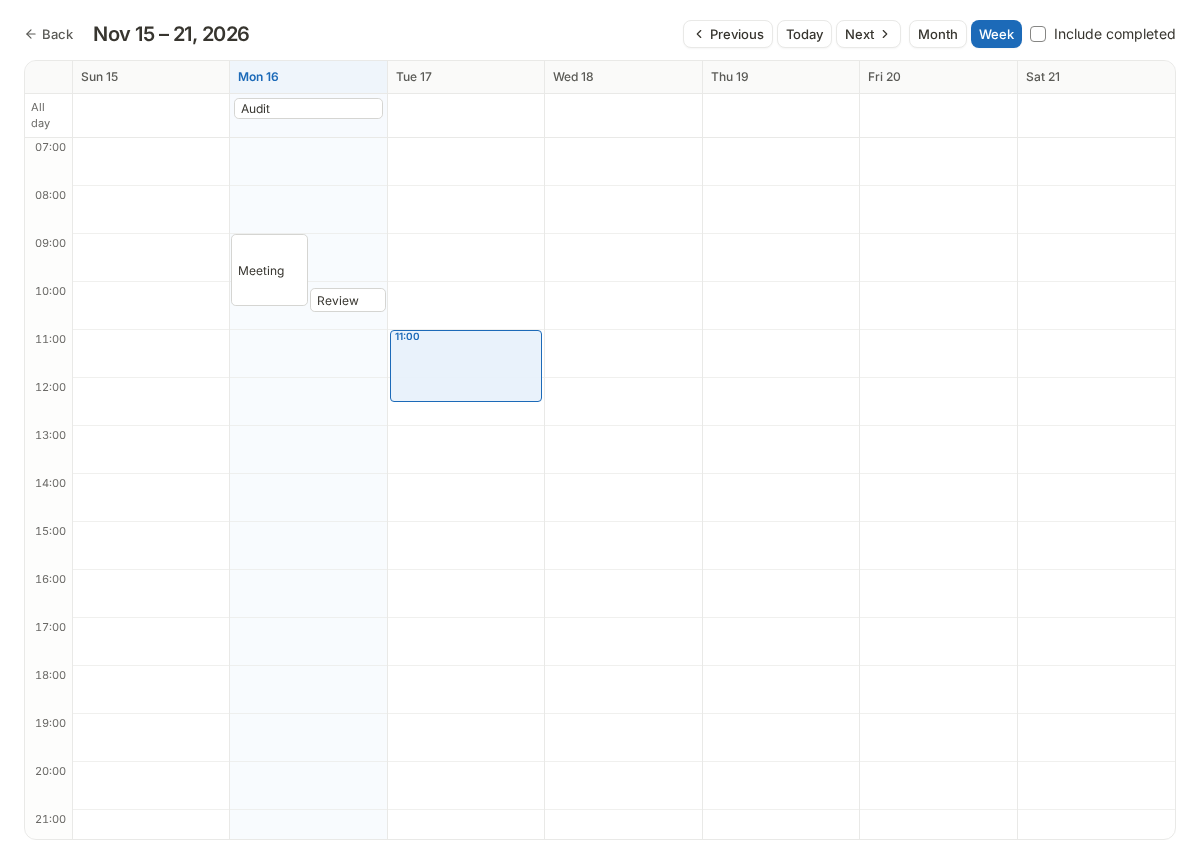 Back
Nov 15 – 21, 2026
Previous
Today
Next
Month
Week
Include completed
Sun 15
Mon 16
Tue 17
Wed 18
Thu 19
Fri 20
Sat 21
All
day
Audit
07:00
08:00
09:00
Meeting
10:00
Review
11:00
11:00
12:00
13:00
14:00
15:00
16:00
17:00
18:00
19:00
20:00
21:00